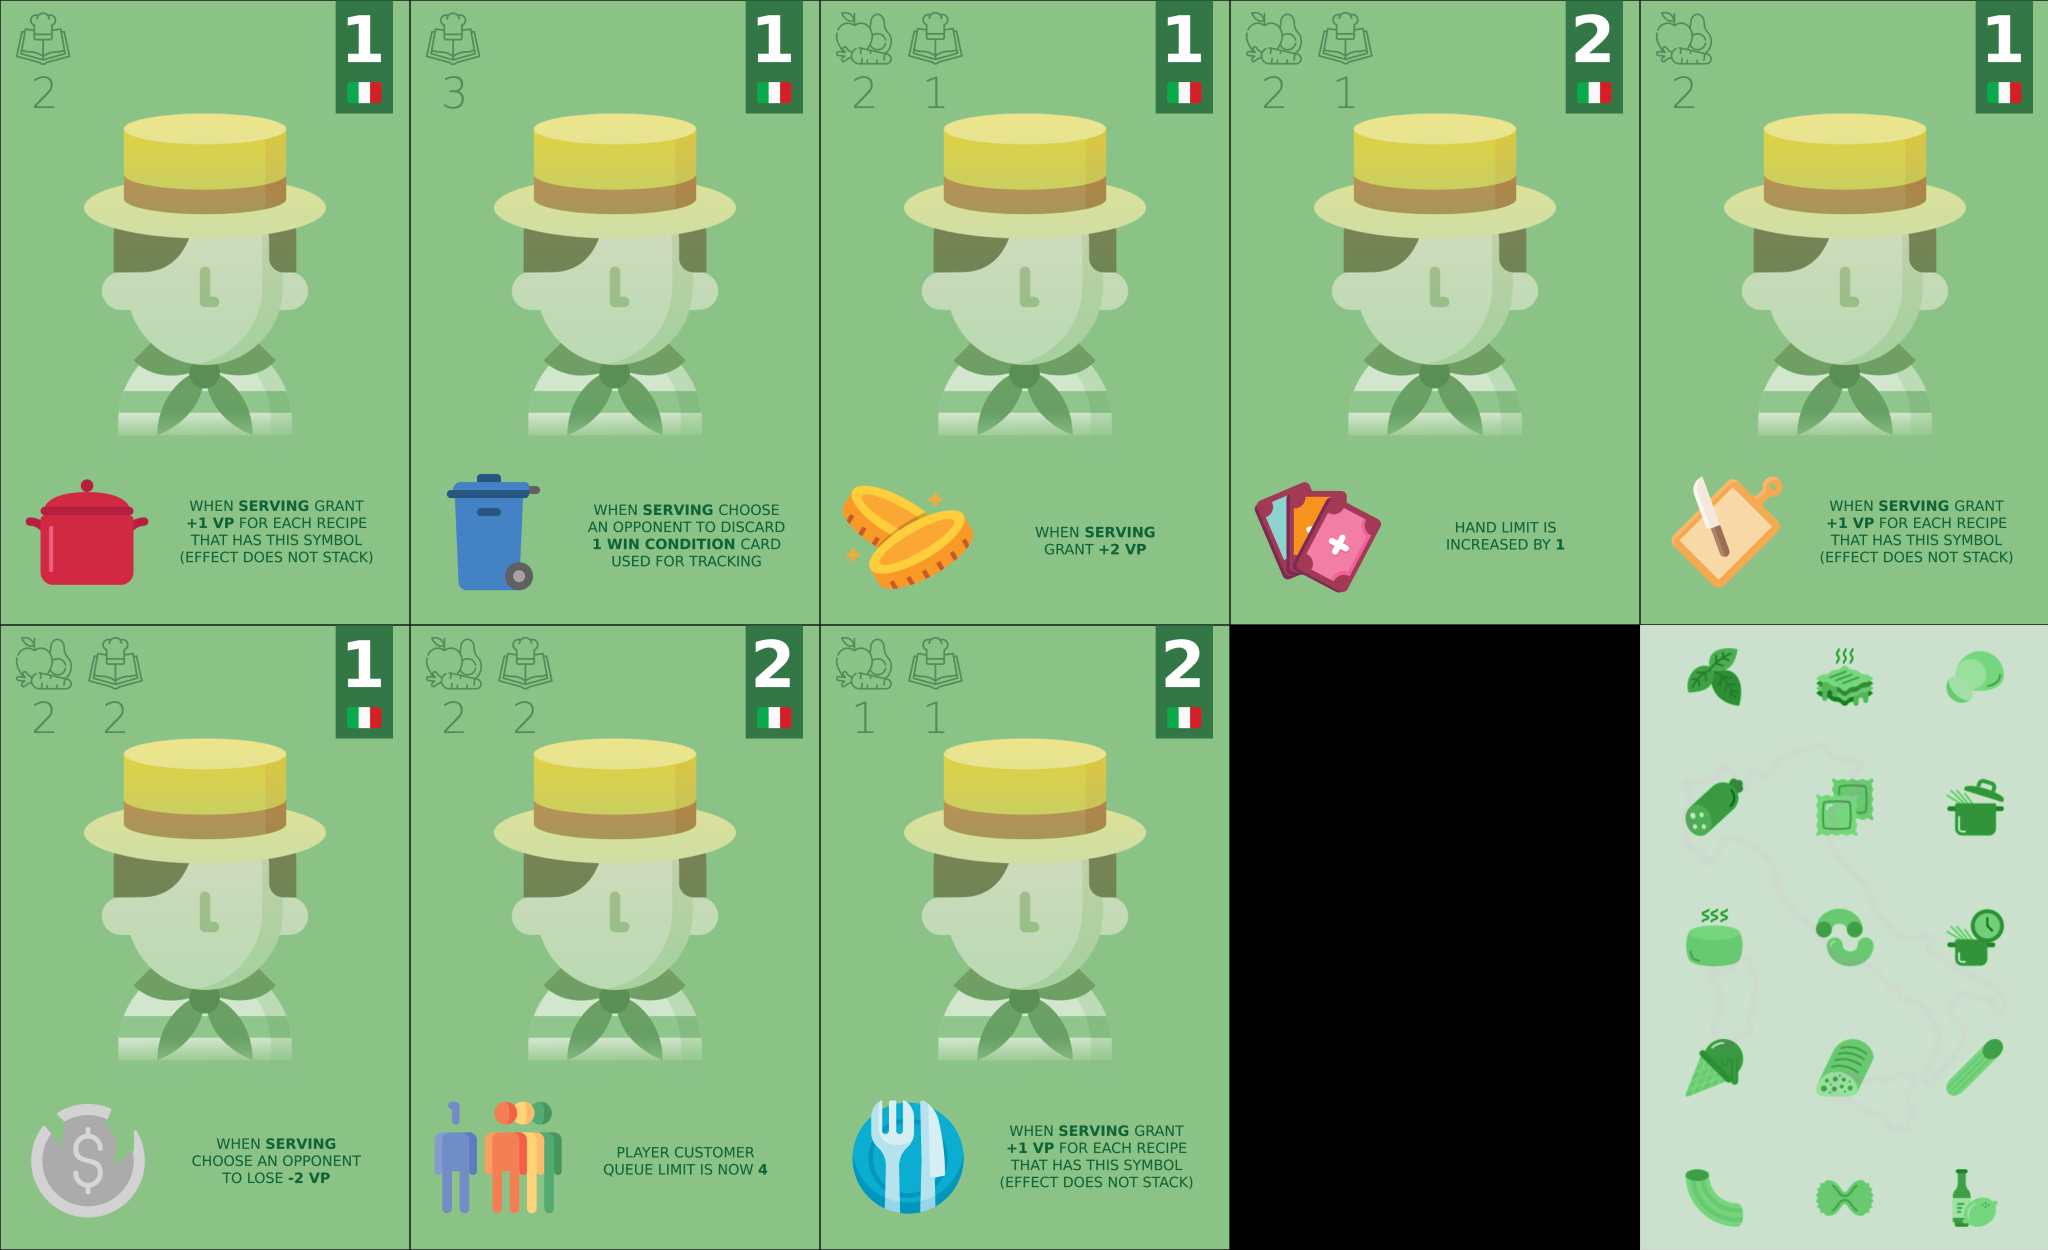 2
1
WHEN SERVING GRANT
+1 VP FOR EACH RECIPE
THAT HAS THIS SYMBOL
(EFFECT DOES NOT STACK)
3
1
WHEN SERVING CHOOSE
AN OPPONENT TO DISCARD
1 WIN CONDITION CARD
USED FOR TRACKING
2 1
1
WHEN SERVING
GRANT +2 VP
2 1
2
HAND LIMIT IS
INCREASED BY 1
2
1
WHEN SERVING GRANT
+1 VP FOR EACH RECIPE
THAT HAS THIS SYMBOL
(EFFECT DOES NOT STACK)
2 2
1
$
WHEN SERVING
CHOOSE AN OPPONENT
TO LOSE -2 VP
2 2
2
PLAYER CUSTOMER
QUEUE LIMIT IS NOW 4
1 1
2
WHEN SERVING GRANT
+1 VP FOR EACH RECIPE
THAT HAS THIS SYMBOL
(EFFECT DOES NOT STACK)